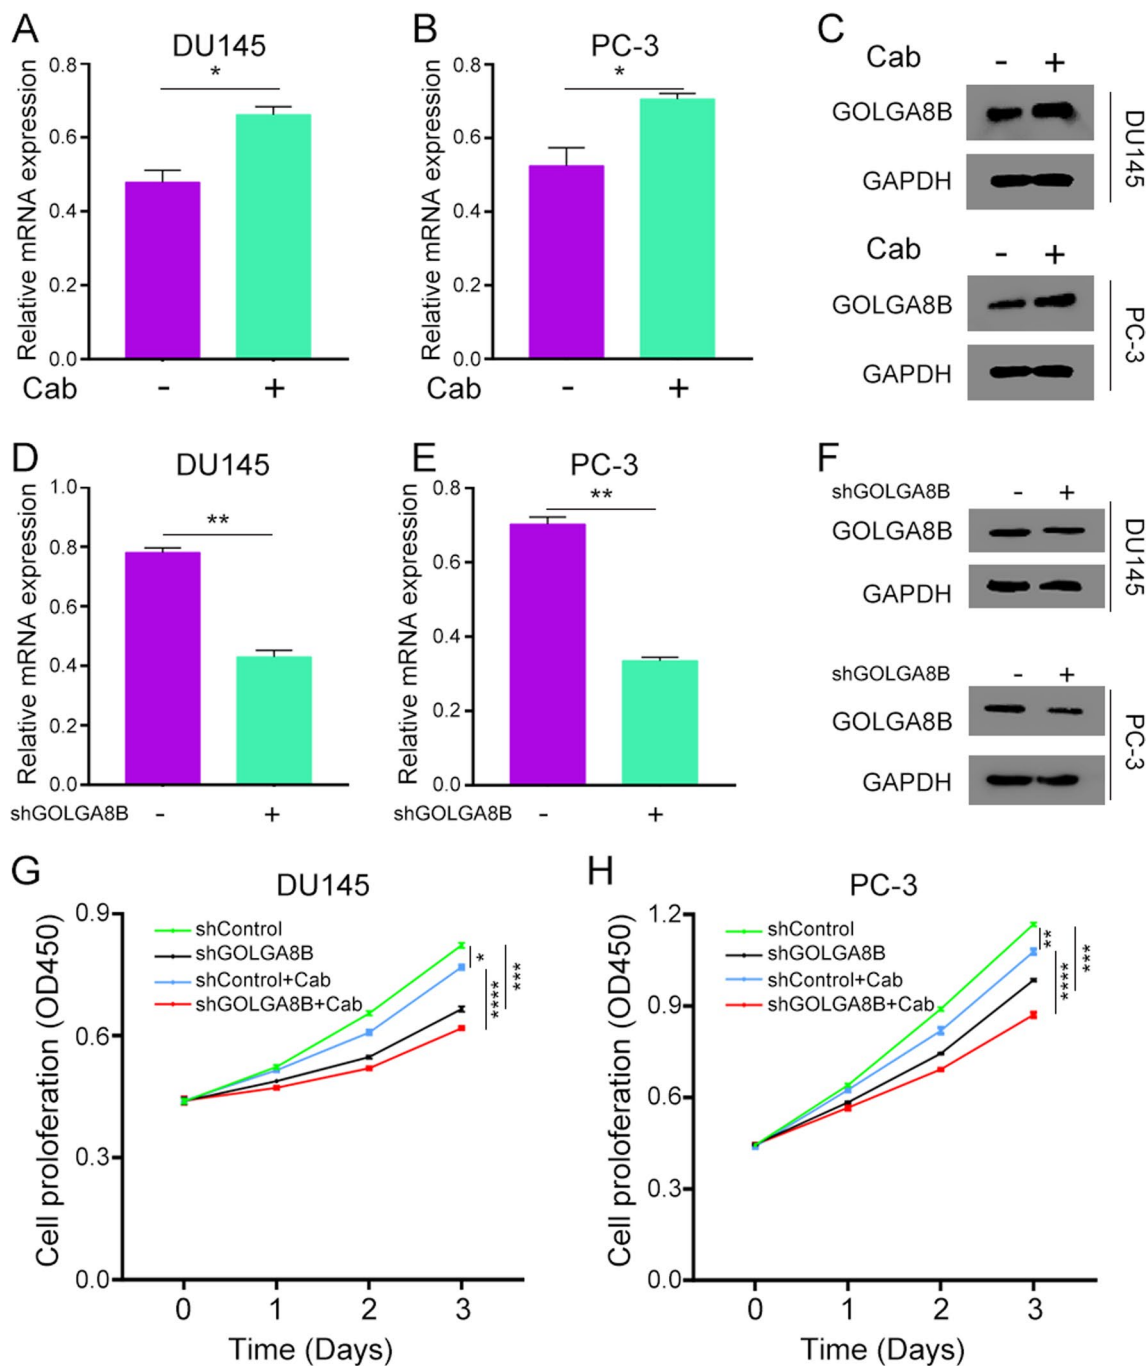 A
DU145
Relative mRNA expression
0.8
0.6
0.4
0.2
0.0
*
Cab
-
+
B
PC-3
Relative mRNA expression
0.8
0.6
0.4
0.2
0.0
*
Cab
-
+
C
Cab - +
GOLGA8B
GAPDH
DU145
Cab - +
GOLGA8B
GAPDH
PC-3
D
DU145
Relative mRNA expression
1.0
0.8
0.6
0.4
0.2
0.0
**
shGOLGA8B - +
E
PC-3
Relative mRNA expression
0.8
0.6
0.4
0.2
0.0
**
shGOLGA8B - +
F
shGOLGA8B - +
GOLGA8B
GAPDH
DU145
shGOLGA8B - +
GOLGA8B
GAPDH
PC-3
G
DU145
Cell proloferation (OD450)
0.9
0.6
0.3
0.0
shControl
shGOLGA8B
shControl+Cab
shGOLGA8B+Cab
*
****
***
0 1 2 3
Time (Days)
H
PC-3
Cell proloferation (OD450)
1.2
0.9
0.6
0.3
0.0
shControl
shGOLGA8B
shControl+Cab
shGOLGA8B+Cab
**
****
***
0 1 2 3
Time (Days)